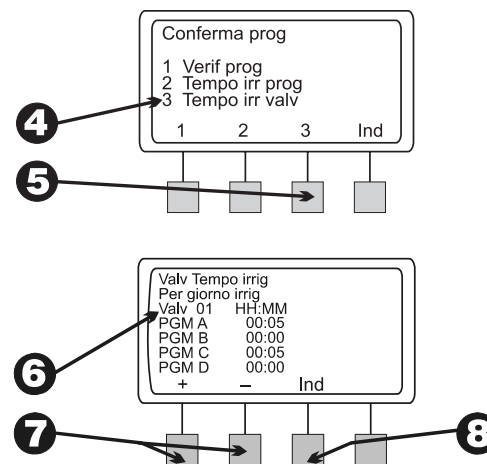 Conferma prog
1 Verif prog
2 Tempo irr prog
3 Tempo irr valv
4
1 2 3 Ind
5
Valv Tempo irrig
Per giorno irrig
Valv 01 HH:MM
PGM A 00:05
PGM B 00:00
PGM C 00:05
PGM D 00:00
6
+ – Ind
7
8